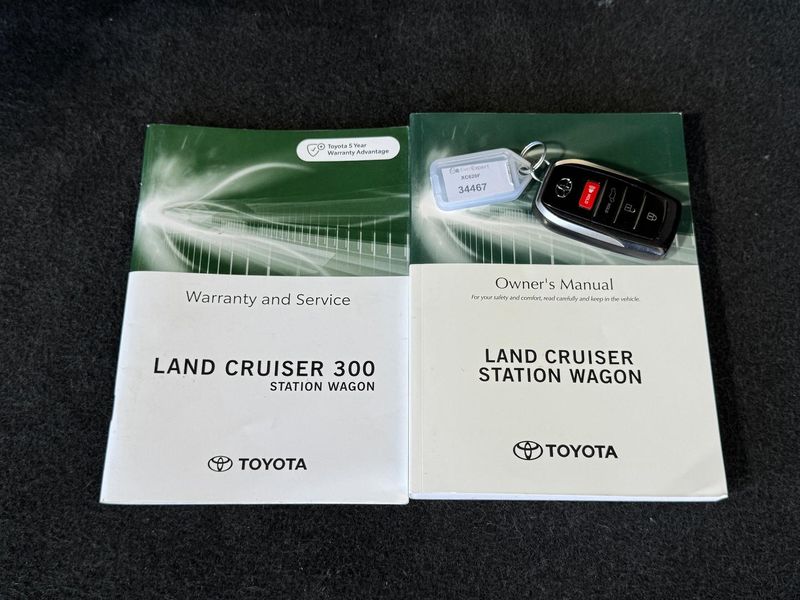 Toyota 5 Year
Warranty Advantage
Warranty and Service
LAND CRUISER 300
STATION WAGON
TOYOTA
XC628F
34467
Owner's Manual
For your safety and comfort, read carefully and keep in the vehicle.
LAND CRUISER
STATION WAGON
TOYOTA